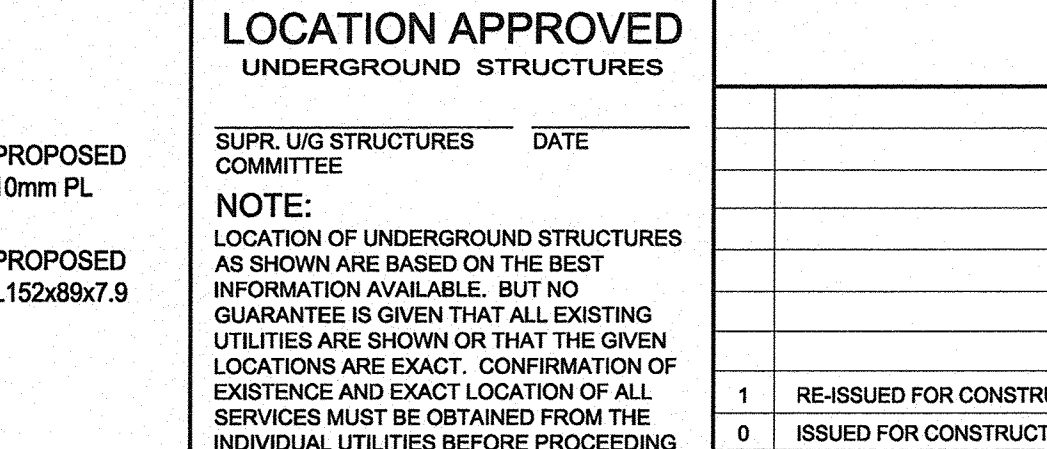 PROPOSED
10mm PL
PROPOSED
L152x89x7.9
LOCATION APPROVED
UNDERGROUND STRUCTURES
SUPR. U/G STRUCTURES DATE
COMMITTEE
NOTE:
LOCATION OF UNDERGROUND STRUCTURES
AS SHOWN ARE BASED ON THE BEST
INFORMATION AVAILABLE. BUT NO
GUARANTEE IS GIVEN THAT ALL EXISTING
UTILITIES ARE SHOWN OR THAT THE GIVEN
LOCATIONS ARE EXACT. CONFIRMATION OF
EXISTENCE AND EXACT LOCATION OF ALL
SERVICES MUST BE OBTAINED FROM THE
INDIVIDUAL UTILITIES BEFORE PROCEEDING
1 RE-ISSUED FOR CONSTRU
0 ISSUED FOR CONSTRUCT